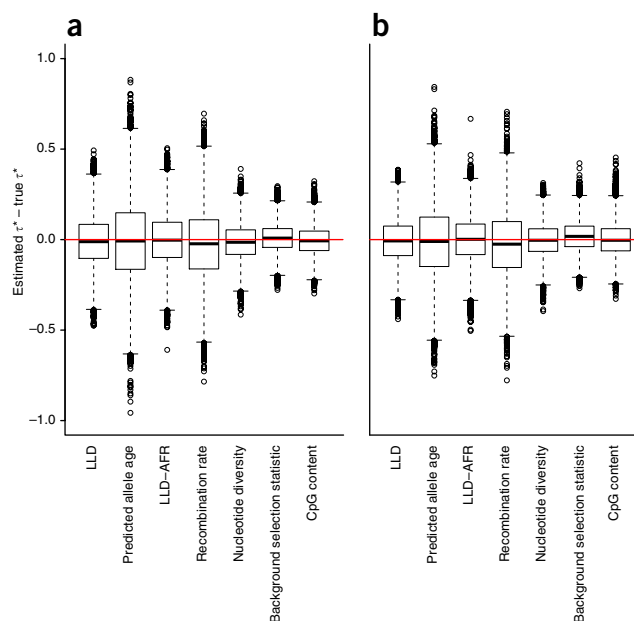 a
b
Estimated τ* − true τ*
1.0
0.5
0.0
−0.5
−1.0
LLD
Predicted allele age
LLD−AFR
Recombination rate
Nucleotide diversity
Background selection statistic
CpG content
LLD
Predicted allele age
LLD−AFR
Recombination rate
Nucleotide diversity
Background selection statistic
CpG content